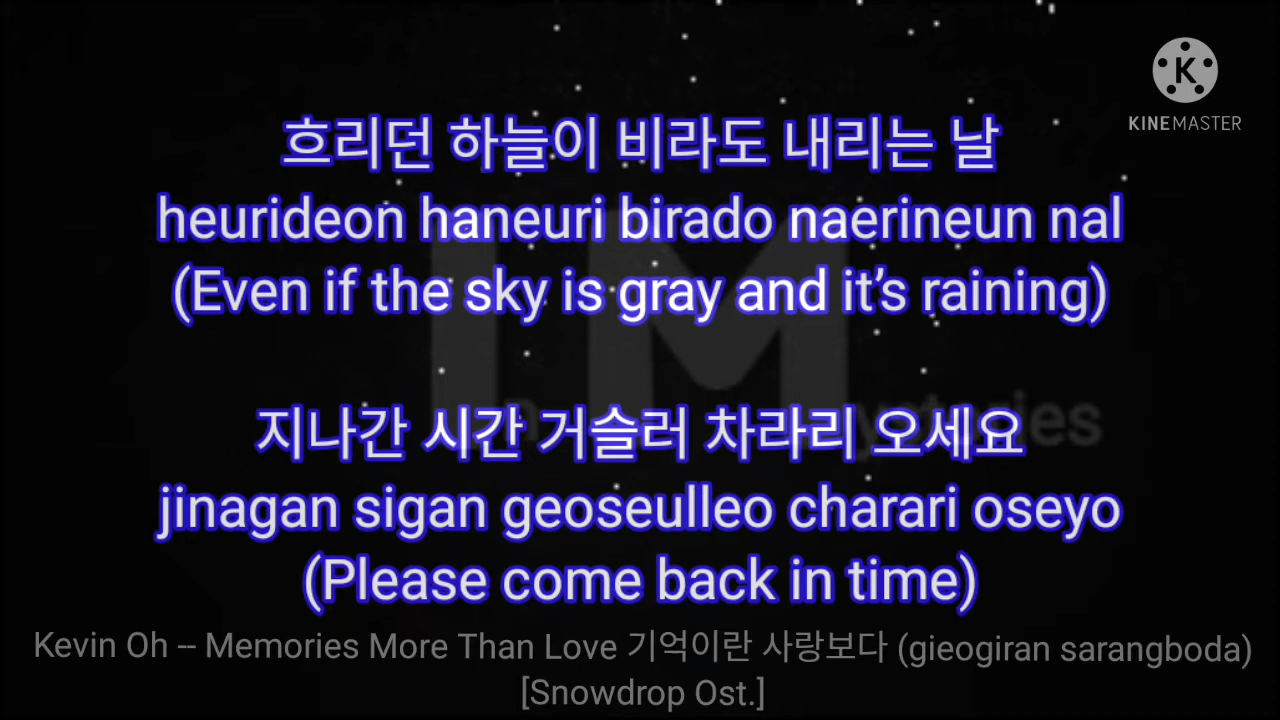 KINEMASTER
흐리던 하늘이 비라도 내리는 날
heurideon haneuri birado naerineun nal
(Even if the sky is gray and it's raining)
지나간 시간 거슬러 차라리 오세요
jinagan sigan geoseulleo charari oseyo
(Please come back in time)
Kevin Oh -- Memories More Than Love 기억이란 사랑보다 (gieogiran sarangboda)
[Snowdrop Ost.]